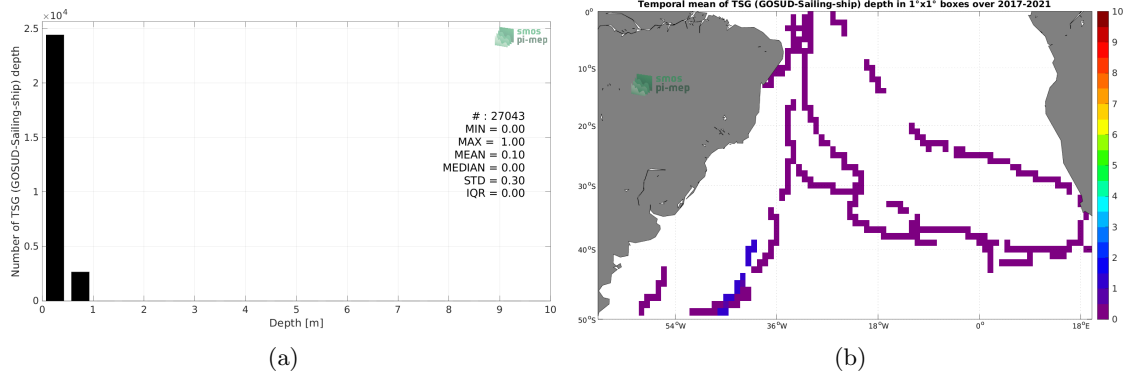 ×10⁴
2.5
2
1.5
1
0.5
0
Number of TSG (GOSUD-Sailing-ship) depth
0 1 2 3 4 5 6 7 8 9 10
Depth [m]
smos
pi-mep
# : 27043
MIN = 0.00
MAX = 1.00
MEAN = 0.10
MEDIAN = 0.00
STD = 0.30
IQR = 0.00
(a)
Temporal mean of TSG (GOSUD-Sailing-ship) depth in 1°x1° boxes over 2017-2021
0°
10°S
20°S
30°S
40°S
50°S
54°W 36°W 18°W 0° 18°E
smos
pi-mep
10
9
8
7
6
5
4
3
2
1
0
(b)